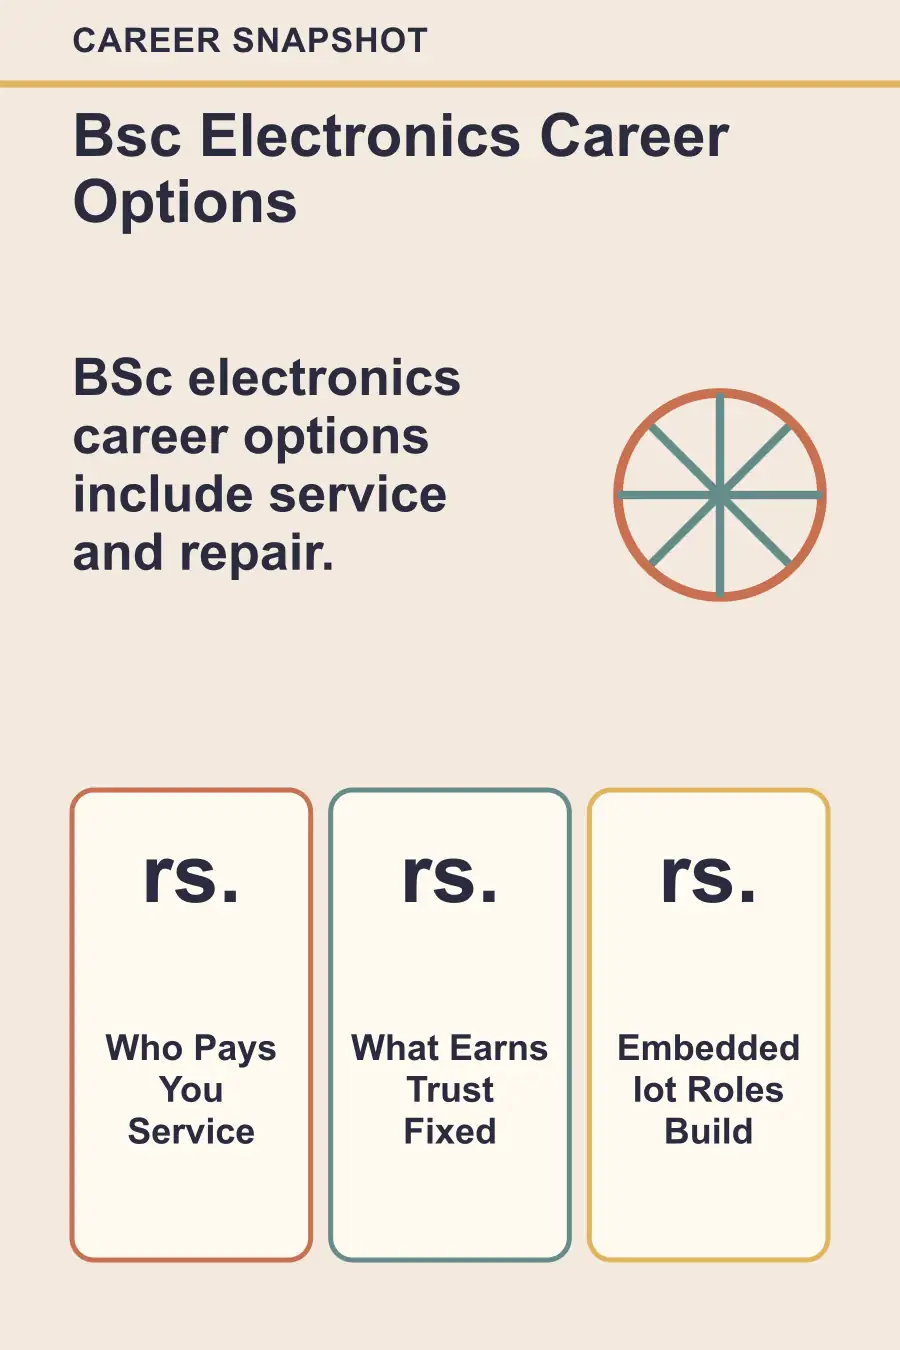 CAREER SNAPSHOT
Bsc Electronics Career
Options
BSc electronics
career options
include service
and repair.
rs.
Who Pays
You
Service
rs.
What Earns
Trust
Fixed
rs.
Embedded
Iot Roles
Build